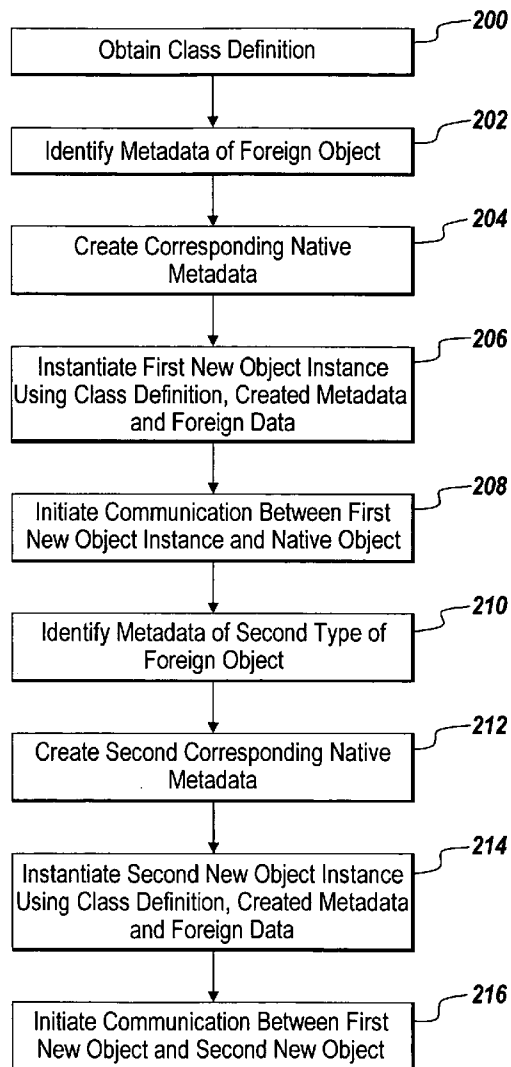 200
Obtain Class Definition
202
Identify Metadata of Foreign Object
204
Create Corresponding Native
Metadata
206
Instantiate First New Object Instance
Using Class Definition, Created Metadata
and Foreign Data
208
Initiate Communication Between First
New Object Instance and Native Object
210
Identify Metadata of Second Type of
Foreign Object
212
Create Second Corresponding Native
Metadata
214
Instantiate Second New Object Instance
Using Class Definition, Created Metadata
and Foreign Data
216
Initiate Communication Between First
New Object and Second New Object